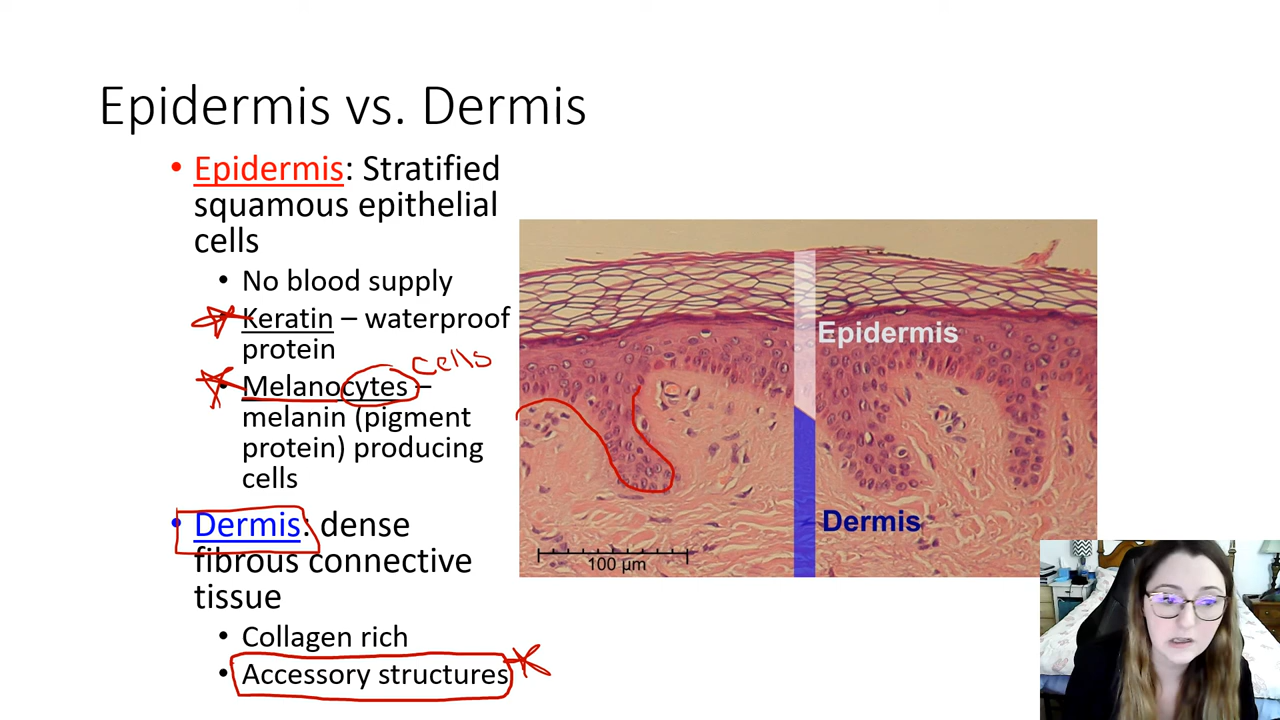 Epidermis vs. Dermis
• Epidermis: Stratified
squamous epithelial
cells
• No blood supply
• Keratin – waterproof
protein
cells
• Melanocytes –
melanin (pigment
protein) producing
cells
• Dermis: dense
fibrous connective
tissue
• Collagen rich
• Accessory structures
Epidermis
Dermis
100 µm